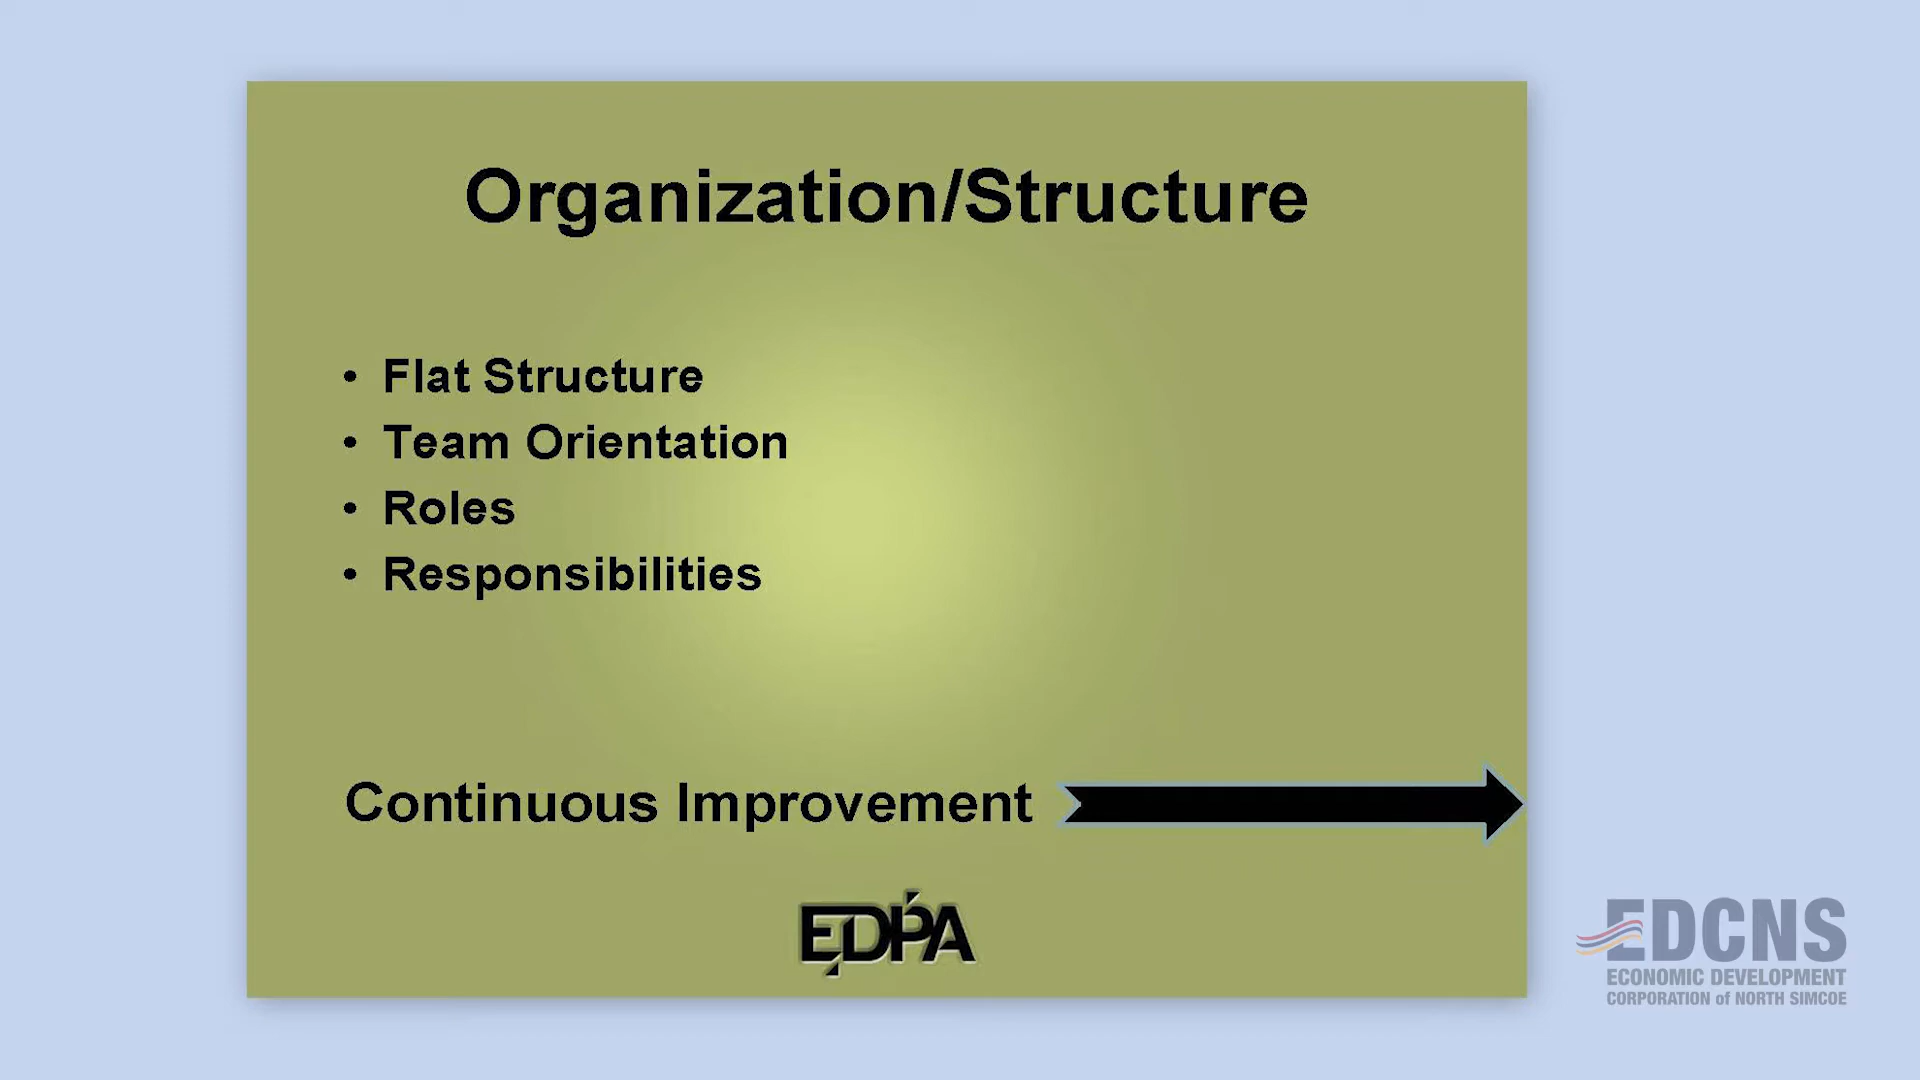 Organization/Structure
• Flat Structure
• Team Orientation
• Roles
• Responsibilities
Continuous Improvement
EDPA
EDCNS
ECONOMIC DEVELOPMENT
CORPORATION of NORTH SIMCOE